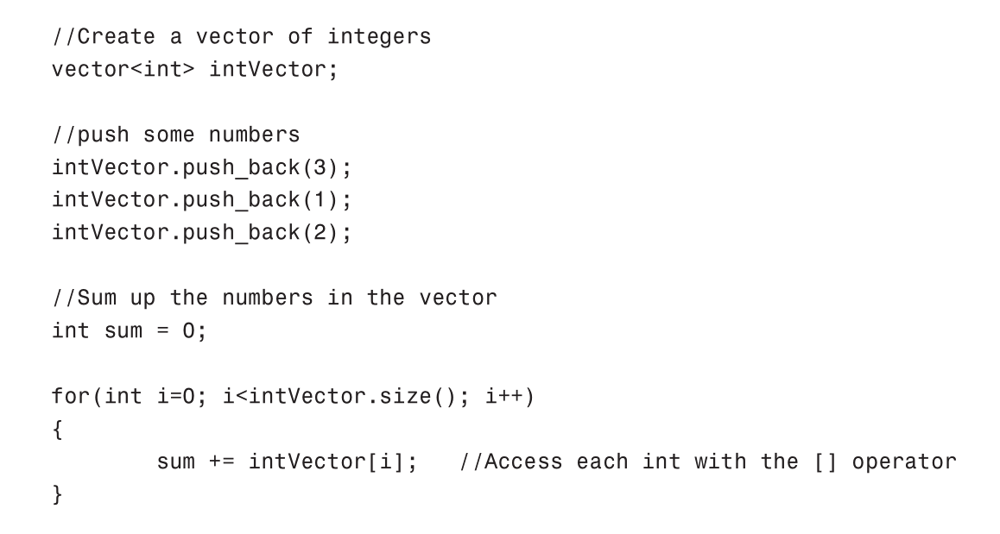 //Create a vector of integers
vector<int> intVector;
//push some numbers
intVector.push_back(3);
intVector.push_back(1);
intVector.push_back(2);
//Sum up the numbers in the vector
int sum = 0;
for(int i=0; i<intVector.size(); i++)
{
sum += intVector[i];   //Access each int with the [] operator
}